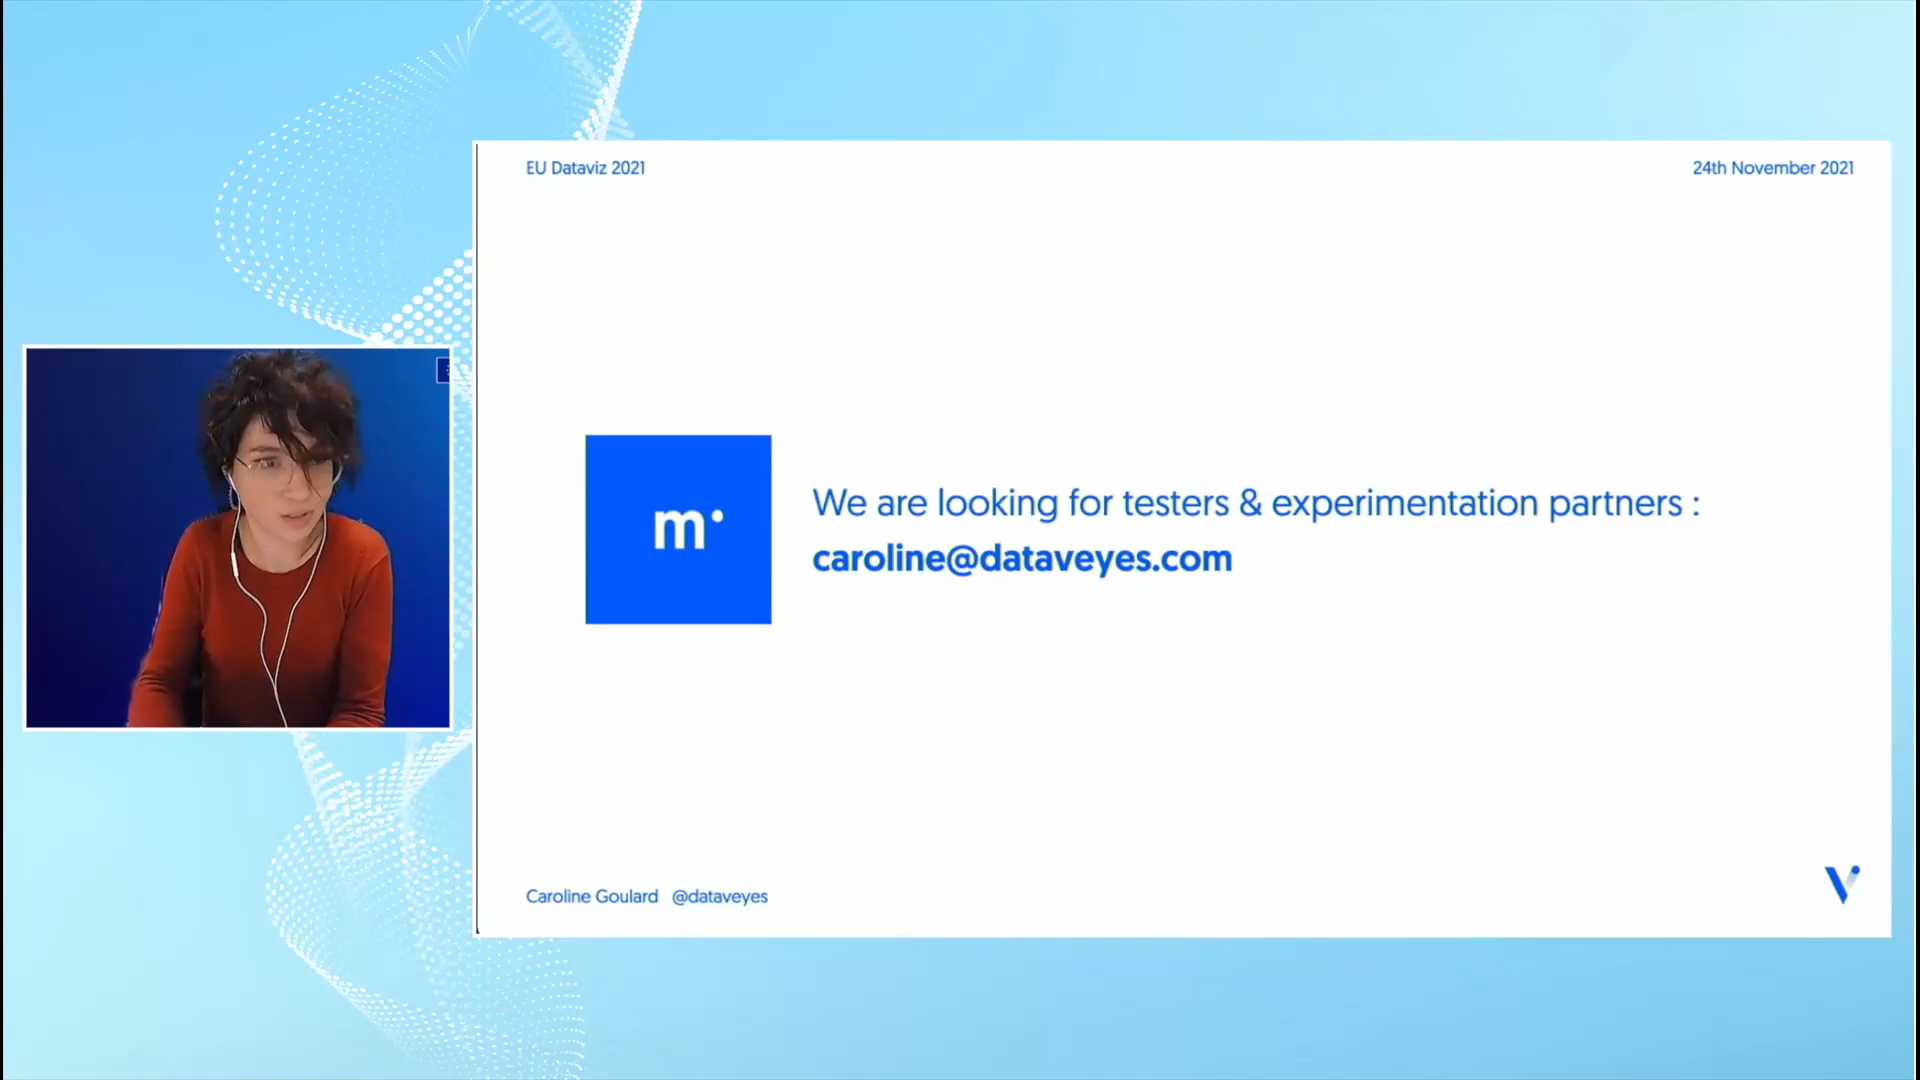 EU Dataviz 2021
24th November 2021
m
We are looking for testers & experimentation partners :
caroline@dataveyes.com
Caroline Goulard @dataveyes